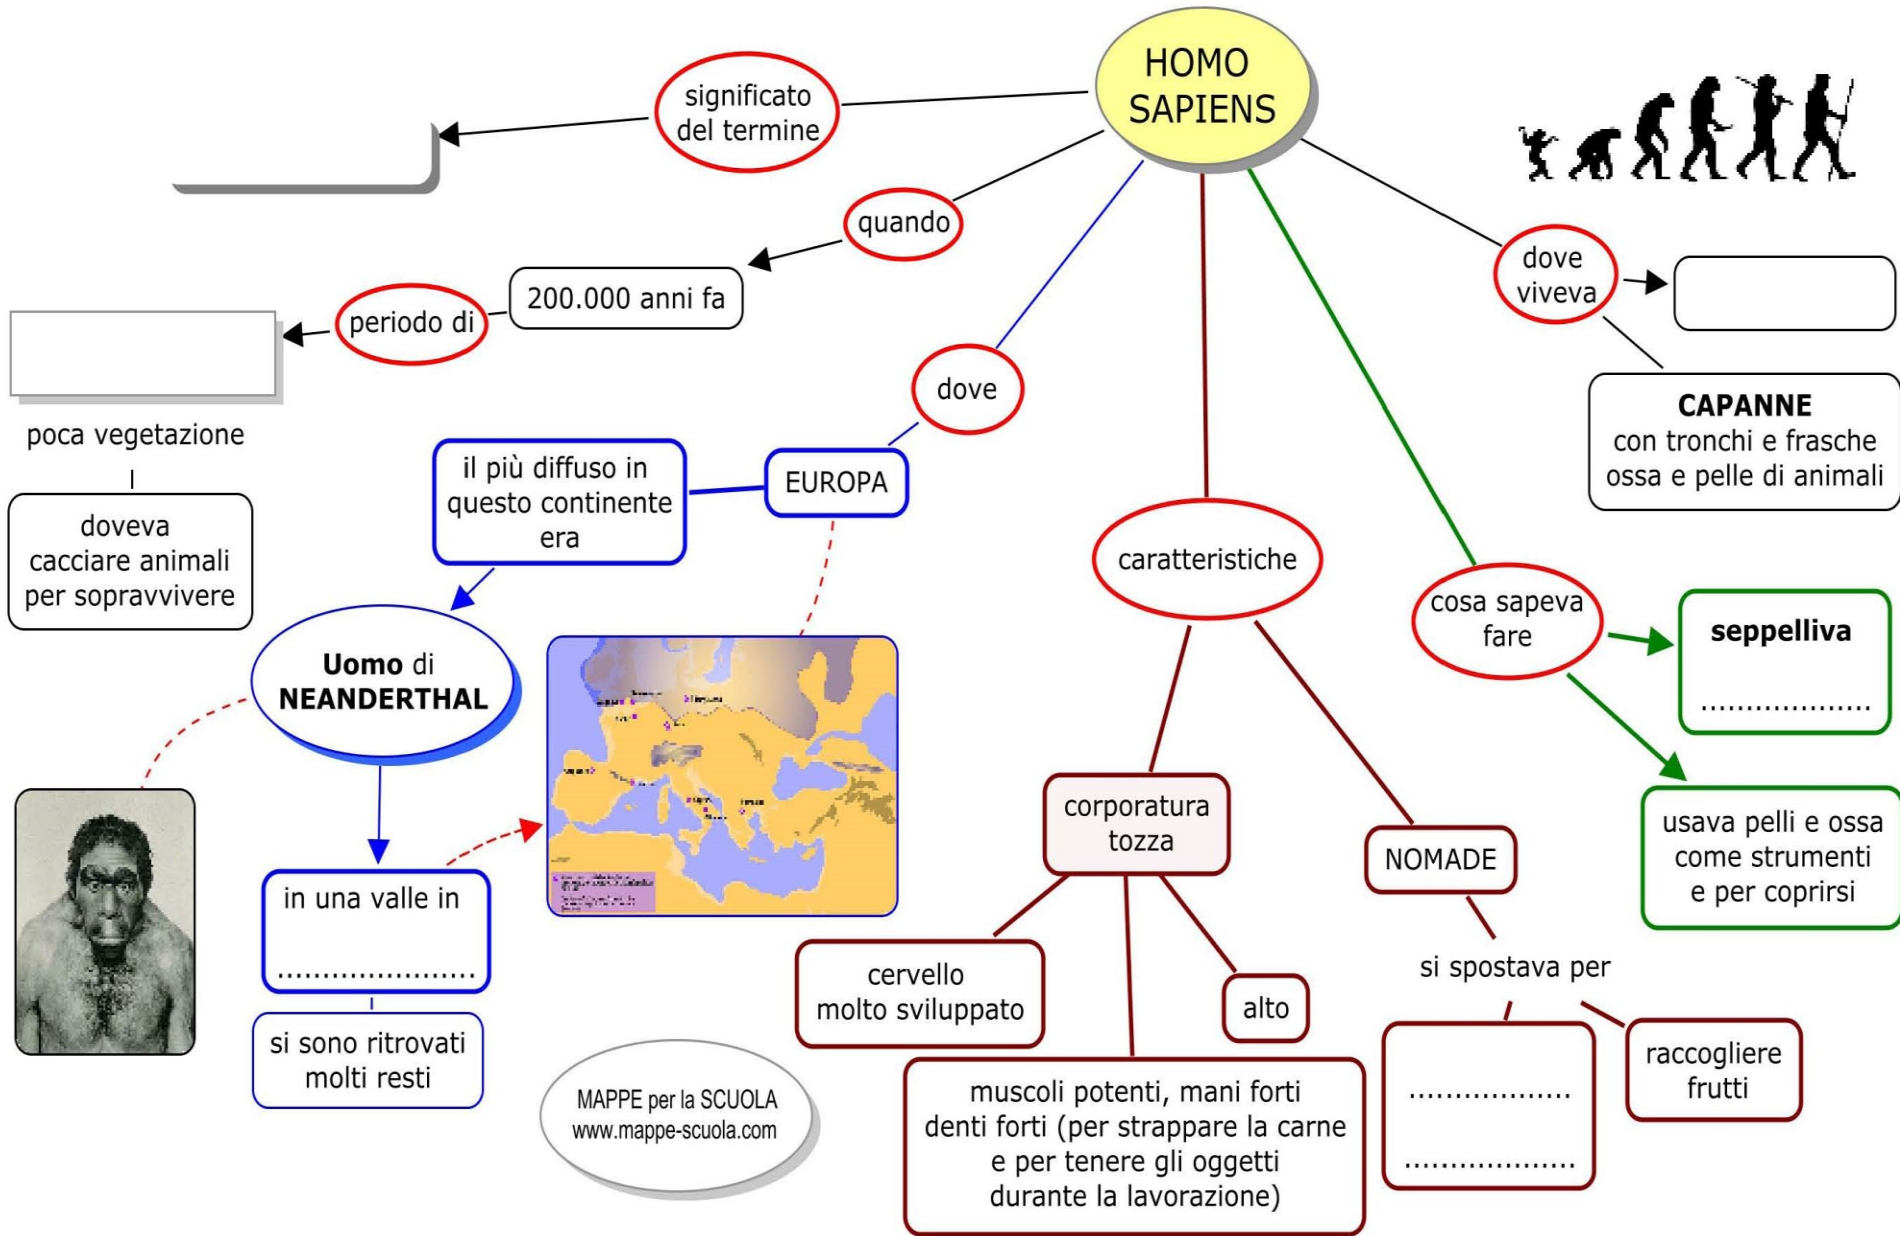 HOMO
SAPIENS
significato
del termine
quando
200.000 anni fa
periodo di
poca vegetazione
doveva
cacciare animali
per sopravvivere
dove
EUROPA
il più diffuso in
questo continente
era
Uomo di
NEANDERTHAL
in una valle in
......................
si sono ritrovati
molti resti
MAPPE per la SCUOLA
www.mappe-scuola.com
caratteristiche
corporatura
tozza
cervello
molto sviluppato
muscoli potenti, mani forti
denti forti (per strappare la carne
e per tenere gli oggetti
durante la lavorazione)
alto
NOMADE
si spostava per
..................
...................
raccogliere
frutti
cosa sapeva
fare
seppelliva
...................
usava pelli e ossa
come strumenti
e per coprirsi
dove
viveva
CAPANNE
con tronchi e frasche
ossa e pelle di animali